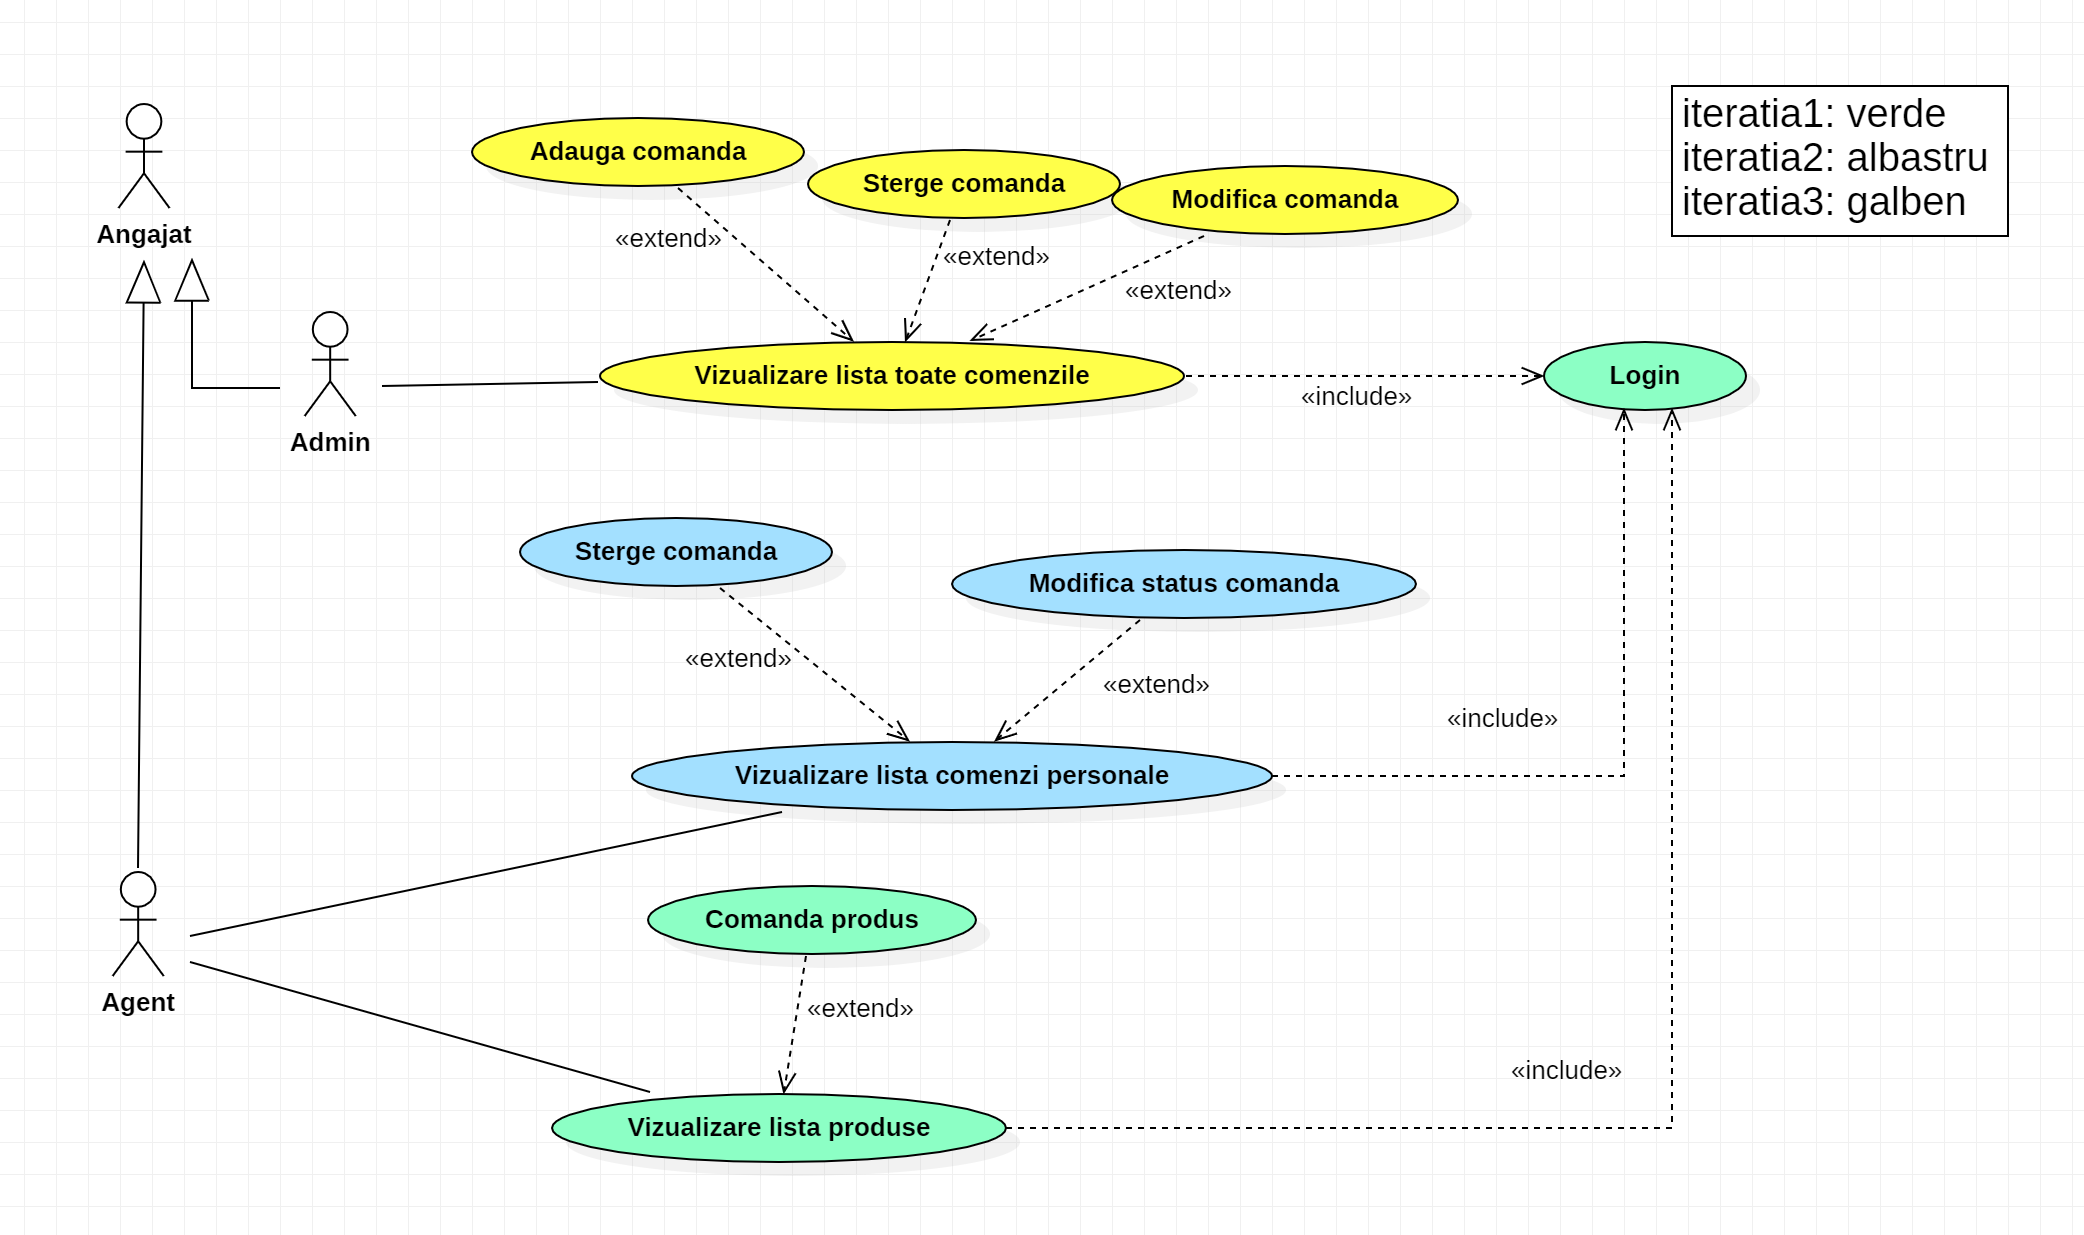 iteratia1: verde
iteratia2: albastru
iteratia3: galben
Adauga comanda
Sterge comanda
Modifica comanda
Angajat
«extend»
«extend»
«extend»
Vizualizare lista toate comenzile
Login
«include»
Admin
Sterge comanda
Modifica status comanda
«extend»
«extend»
«include»
Vizualizare lista comenzi personale
Comanda produs
Agent
«extend»
«include»
Vizualizare lista produse